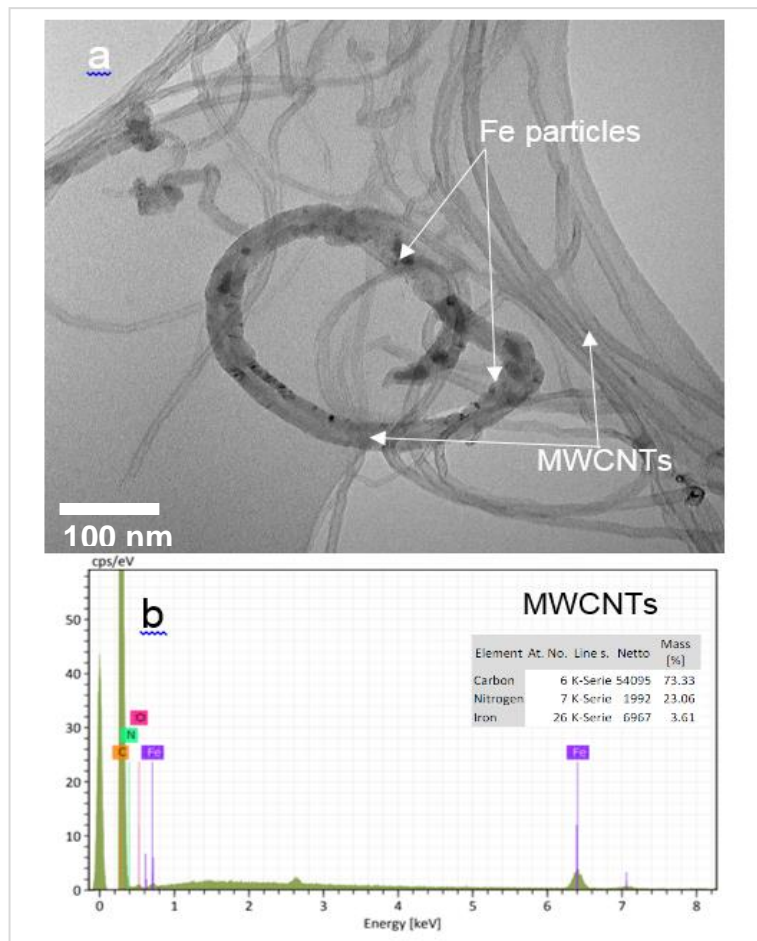 a
Fe particles
MWCNTs
100 nm
cps/eV
b
MWCNTs
Element At. No. Line s. Netto Mass [%]
Carbon 6 K-Serie 54095 73.33
Nitrogen 7 K-Serie 1992 23.06
Iron 26 K-Serie 6967 3.61
50
40
30
20
10
0
O
N
C Fe Fe
0 1 2 3 4 5 6 7 8
Energy [keV]